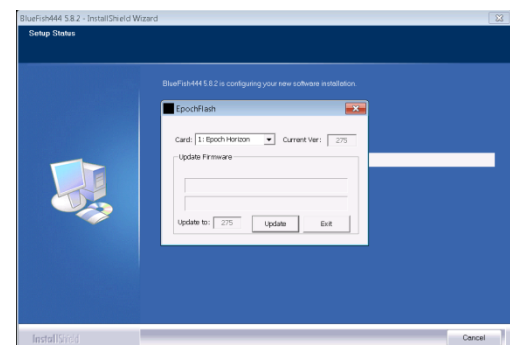 BlueFish444 5.8.2 - InstallShield Wizard
Setup Status
BlueFish444 5.8.2 is configuring your new software installation.
EpochFlash
Card: 1: Epoch Horizon Current Ver: 275
Update Firmware
Update to: 275 Update Exit
InstallShield
Cancel